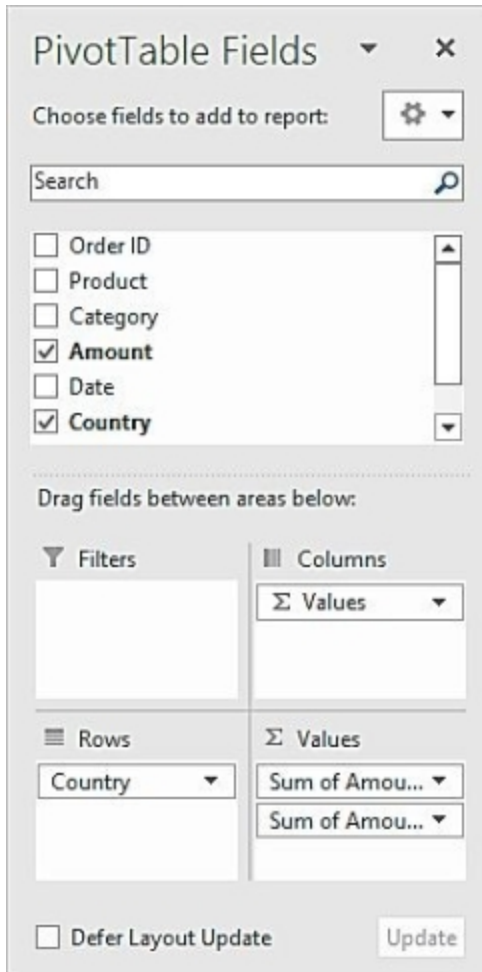 PivotTable Fields
Choose fields to add to report:
Search
Order ID
Product
Category
Amount
Date
Country
Drag fields between areas below:
Filters
Columns
Σ Values
Rows
Σ Values
Country
Sum of Amou...
Sum of Amou...
Defer Layout Update
Update